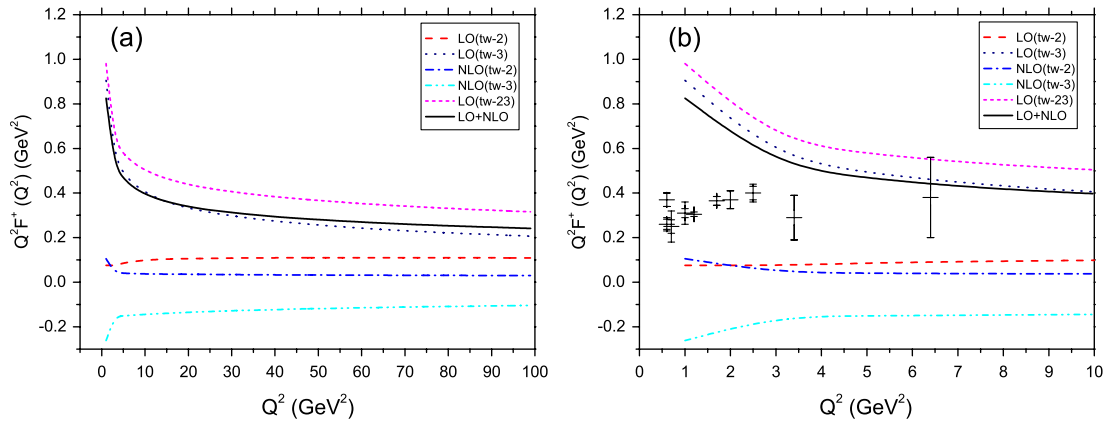 (a)
LO(tw-2)
LO(tw-3)
NLO(tw-2)
NLO(tw-3)
LO(tw-23)
LO+NLO
1.2
1.0
0.8
0.6
0.4
0.2
0.0
-0.2
Q²F⁺ (Q²) (GeV²)
0 10 20 30 40 50 60 70 80 90 100
Q² (GeV²)
(b)
LO(tw-2)
LO(tw-3)
NLO(tw-2)
NLO(tw-3)
LO(tw-23)
LO+NLO
1.2
1.0
0.8
0.6
0.4
0.2
0.0
-0.2
Q²F⁺ (Q²) (GeV²)
0 1 2 3 4 5 6 7 8 9 10
Q² (GeV²)